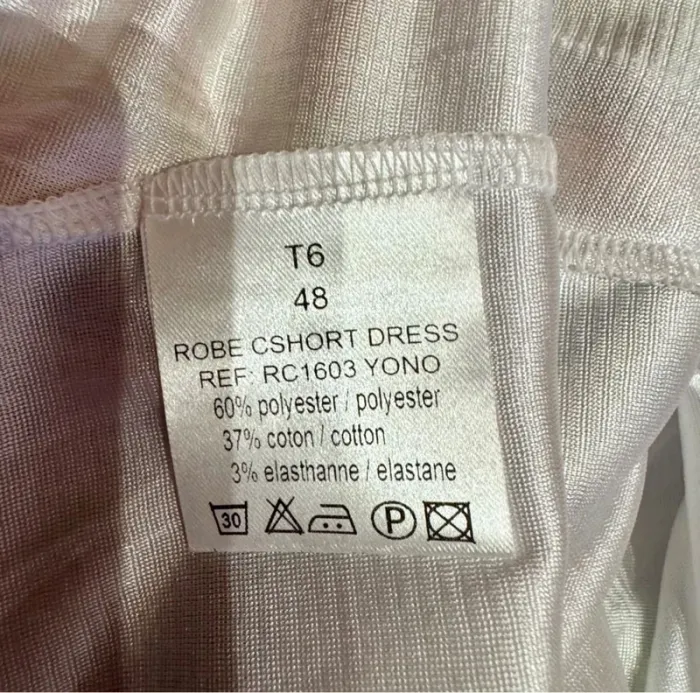 T6
48
ROBE CSHORT DRESS
REF: RC1603 YONO
60% polyester / polyester
37% coton / cotton
3% elasthanne / elastane
30 P